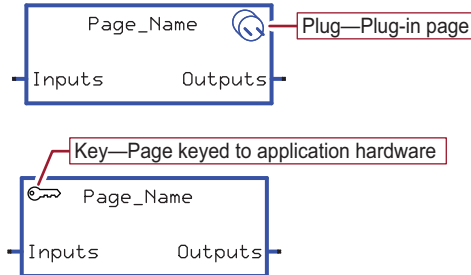 Page_Name
Plug—Plug-in page
Inputs Outputs
Key—Page keyed to application hardware
Page_Name
Inputs Outputs